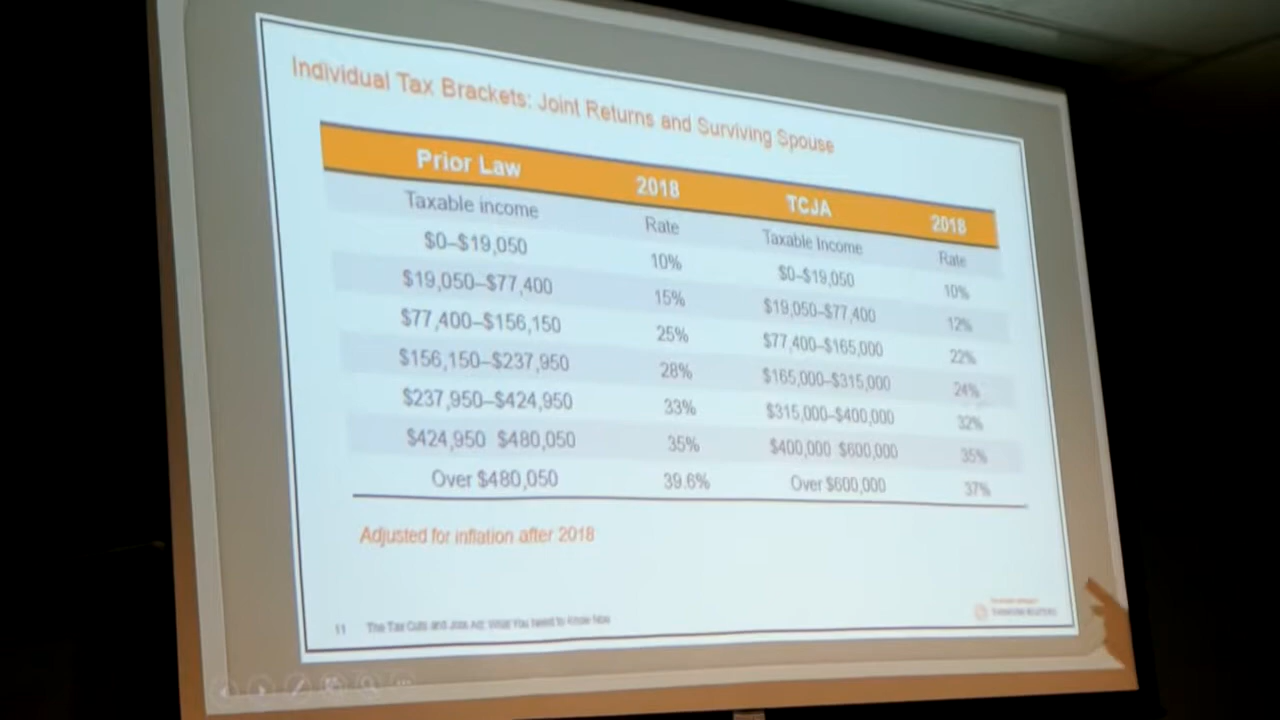 Individual Tax Brackets: Joint Returns and Surviving Spouse
Prior Law 2018 TCJA 2018
Taxable income Rate Taxable Income Rate
$0–$19,050 10% $0–$19,050 10%
$19,050–$77,400 15% $19,050–$77,400 12%
$77,400–$156,150 25% $77,400–$165,000 22%
$156,150–$237,950 28% $165,000–$315,000 24%
$237,950–$424,950 33% $315,000–$400,000 32%
$424,950 $480,050 35% $400,000 $600,000 35%
Over $480,050 39.6% Over $600,000 37%
Adjusted for inflation after 2018
11 The Tax Cuts and Jobs Act: What You Need to Know Now
THOMSON REUTERS